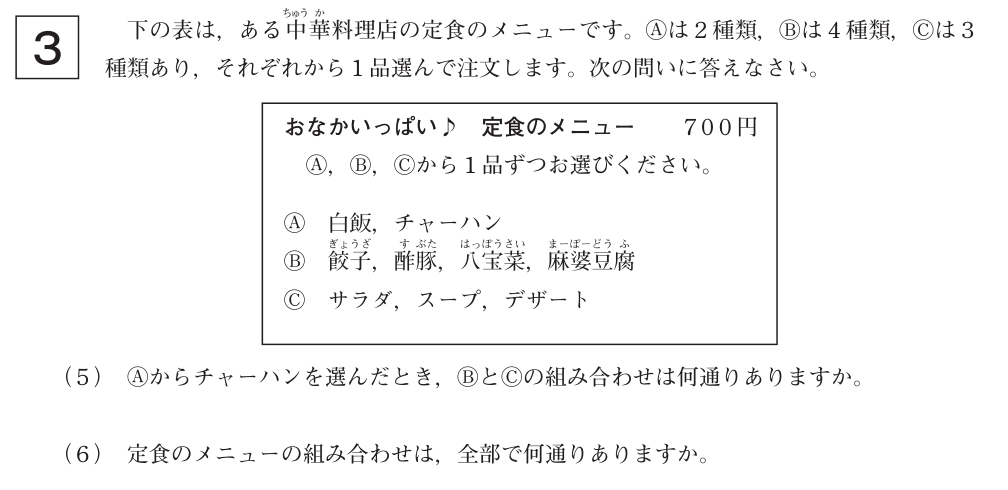 3
下の表は，ある中華料理店の定食のメニューです。Ⓐは２種類，Ⓑは４種類，Ⓒは３
種類あり，それぞれから１品選んで注文します。次の問いに答えなさい。
おなかいっぱい♪　定食のメニュー　　７００円
Ⓐ，Ⓑ，Ⓒから１品ずつお選びください。
Ⓐ　白飯，チャーハン
Ⓑ　餃子，酢豚，八宝菜，麻婆豆腐
Ⓒ　サラダ，スープ，デザート
（５）　Ⓐからチャーハンを選んだとき，ⒷとⒸの組み合わせは何通りありますか。
（６）　定食のメニューの組み合わせは，全部で何通りありますか。